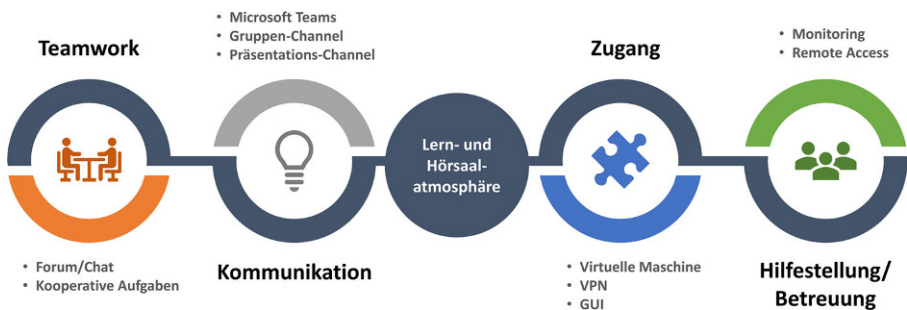 Teamwork
• Forum/Chat
• Kooperative Aufgaben
• Microsoft Teams
• Gruppen-Channel
• Präsentations-Channel
Kommunikation
Lern- und
Hörsaal-
atmosphäre
Zugang
• Virtuelle Maschine
• VPN
• GUI
• Monitoring
• Remote Access
Hilfestellung/
Betreuung